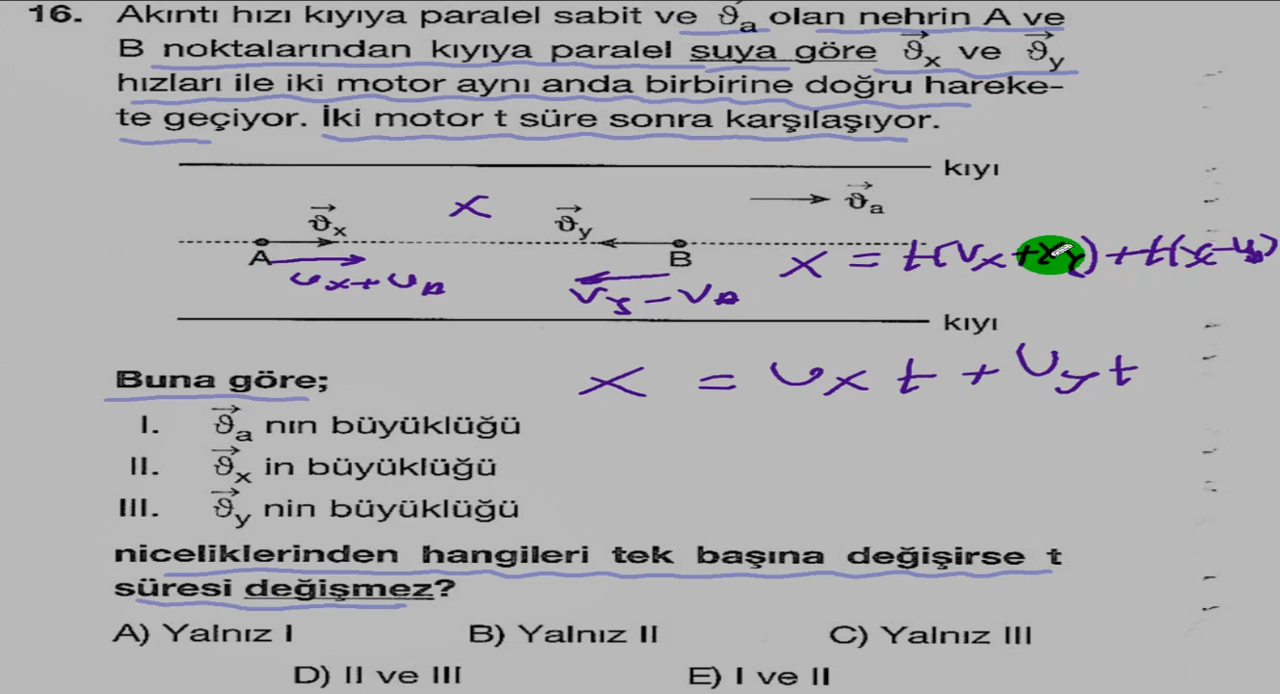 16. Akıntı hızı kıyıya paralel sabit ve ϑa olan nehrin A ve
B noktalarından kıyıya paralel suya göre ϑx ve ϑy
hızları ile iki motor aynı anda birbirine doğru hareke-
te geçiyor. İki motor t süre sonra karşılaşıyor.
kıyı
ϑa
x
ϑx
ϑy
A
B
x = t(Vx+
Vx+VA
Vy-VA
kıyı
x = Vxt + Vyt
Buna göre;
I. ϑa nın büyüklüğü
II. ϑx in büyüklüğü
III. ϑy nin büyüklüğü
niceliklerinden hangileri tek başına değişirse t
süresi değişmez?
A) Yalnız I B) Yalnız II C) Yalnız III
D) II ve III E) I ve II